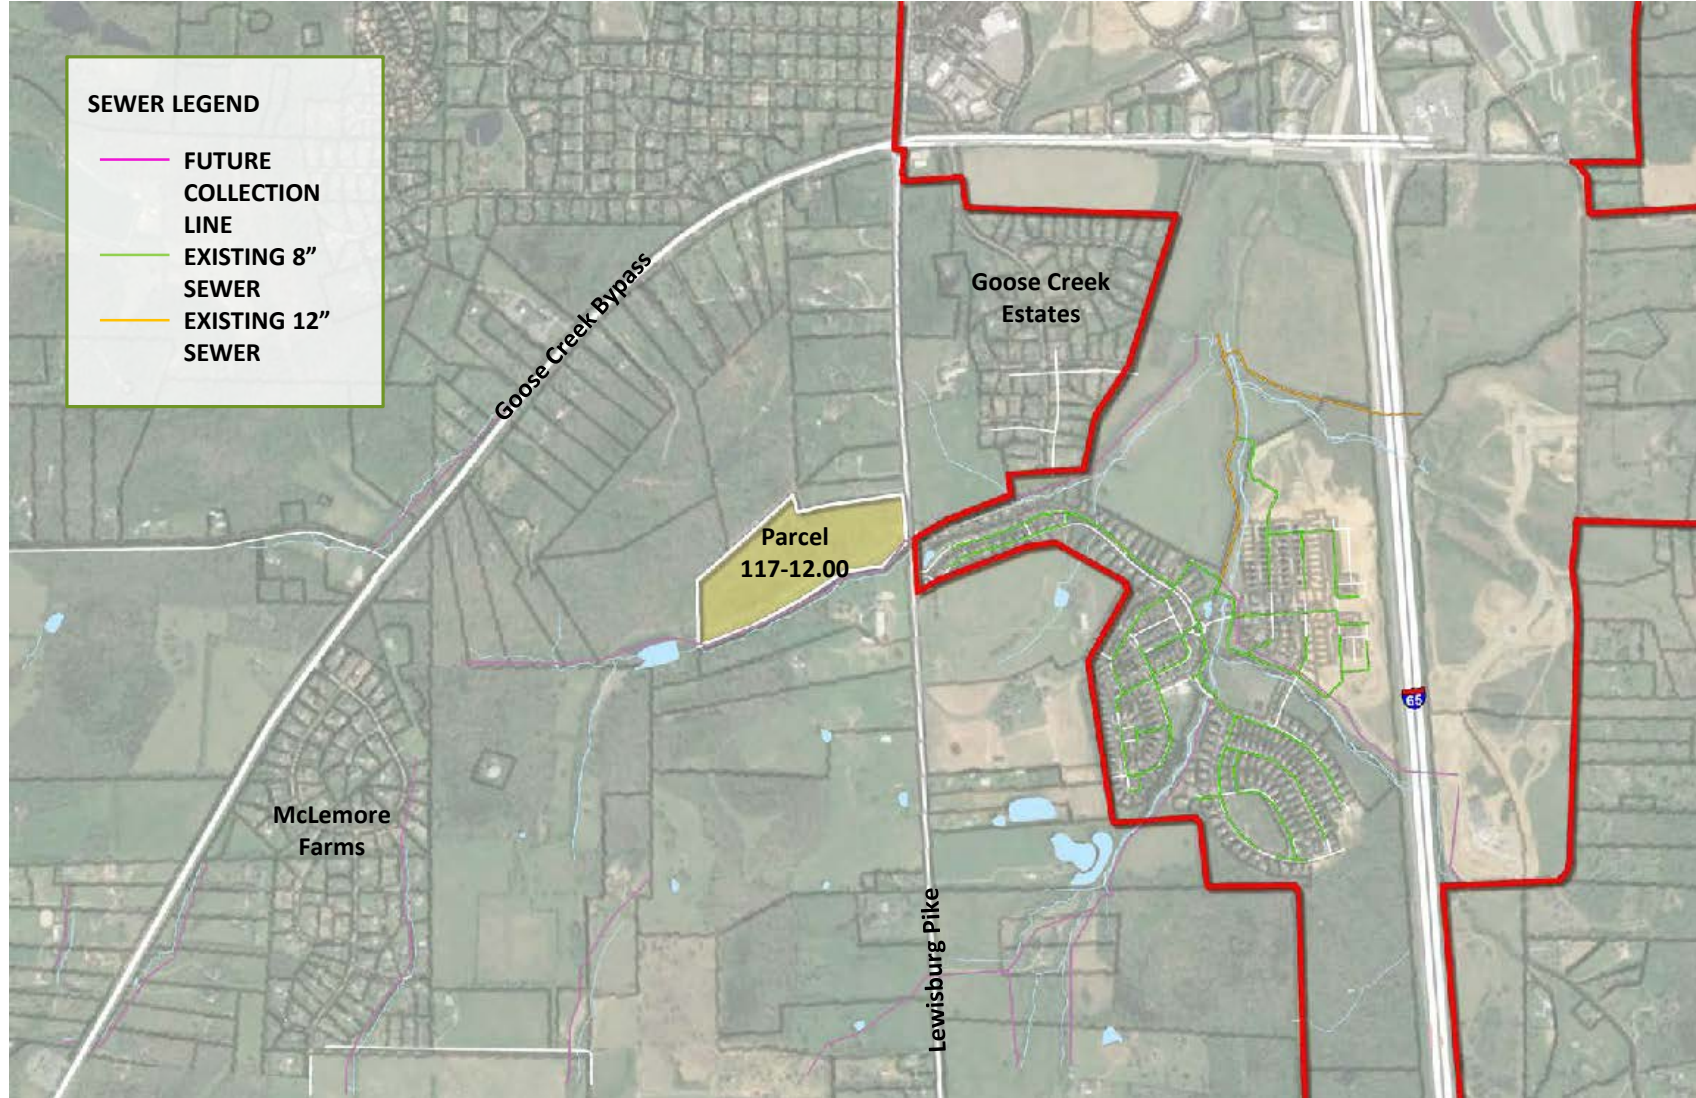 SEWER LEGEND
FUTURE
COLLECTION
LINE
EXISTING 8”
SEWER
EXISTING 12”
SEWER
Goose Creek Bypass
Goose Creek
Estates
Parcel
117-12.00
65
McLemore
Farms
Lewisburg Pike